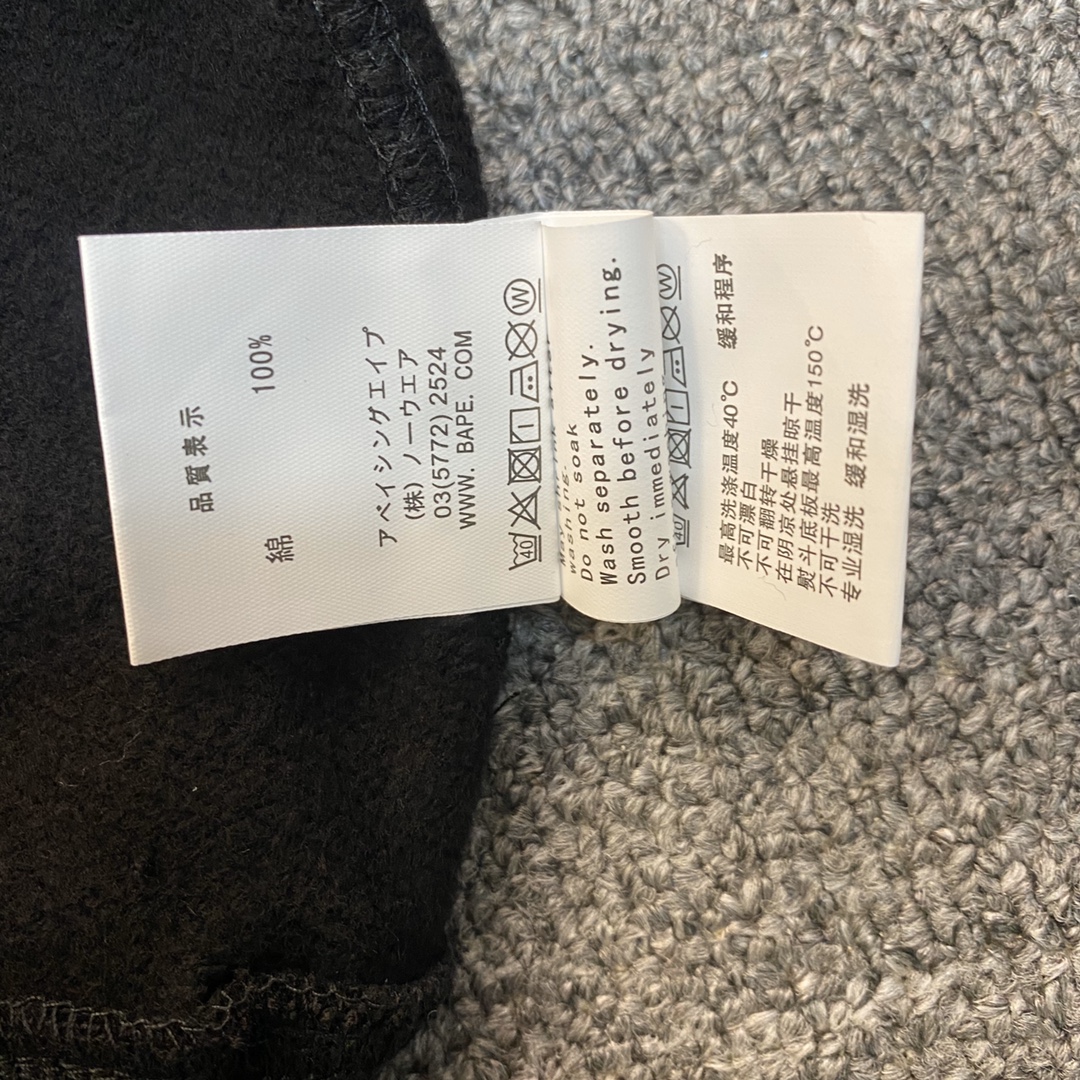 品質表示
綿 100%
アベイシングエイプ
(株) ノーウェア
03(5772) 2524
WWW. BAPE. COM
40 W
washing.
Do not soak
Wash separately.
Smooth before drying.
Dry immediately
40 W
最高洗涤温度40℃ 缓和程序
不可漂白
不可翻转干燥
在阴凉处悬挂晾干
熨斗底板最高温度150℃
不可干洗
专业湿洗 缓和湿洗